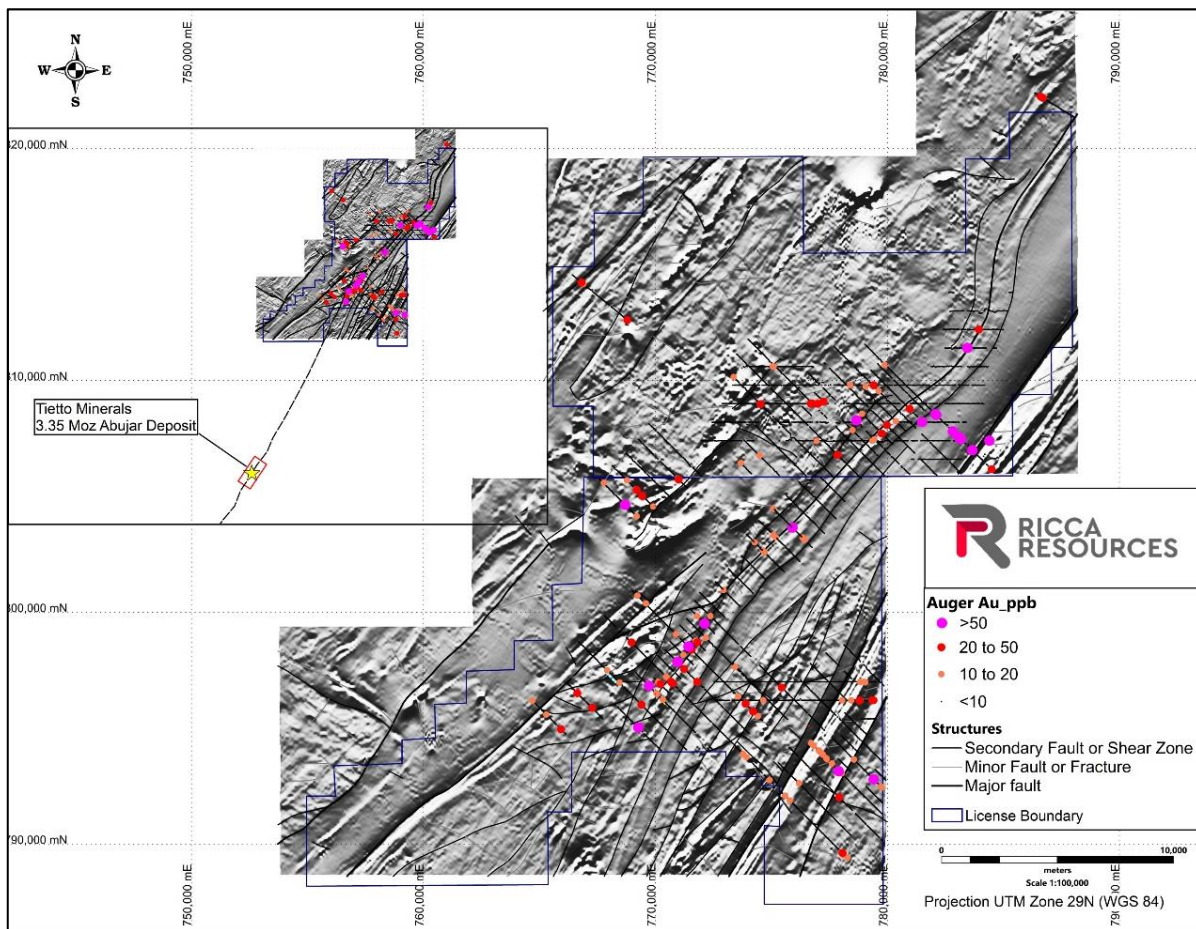 750,000 mE
760,000 mE
770,000 mE
780,000 mE
790,000 mE
N
W E
S
820,000 mN
810,000 mN
Tietto Minerals
3.35 Moz Abujar Deposit
800,000 mN
790,000 mN
RICCA
RESOURCES
Auger Au_ppb
>50
20 to 50
10 to 20
<10
Structures
Secondary Fault or Shear Zone
Minor Fault or Fracture
Major fault
License Boundary
0 10,000
meters
Scale 1:100,000
Projection UTM Zone 29N (WGS 84)
750,000 mE
760,000 mE
770,000 mE
780,000 mE
790,000 mE